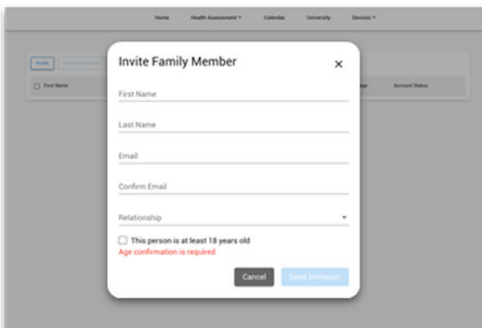 Home Health Assessment Calendar University Devices
Invite Family Member
Invite
First Name
Account Status
First Name
Last Name
Email
Confirm Email
Relationship
This person is at least 18 years old
Age confirmation is required
Cancel Send Invitation